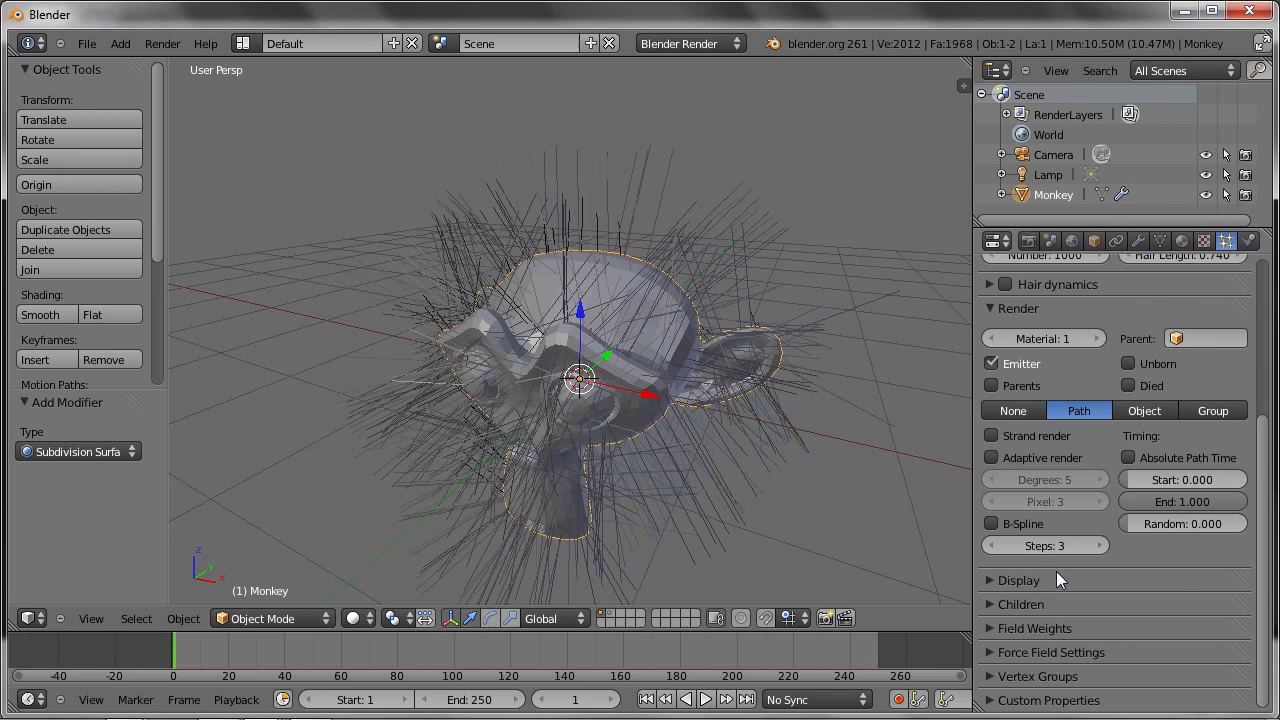 Blender
File Add Render Help Default Scene Blender Render blender.org 261 | Ve:2012 | Fa:1968 | Ob:1-2 | La:1 | Mem:10.50M (10.47M) | Monkey
Object Tools
Transform:
Translate
Rotate
Scale
Origin
Object:
Duplicate Objects
Delete
Join
Shading:
Smooth Flat
Keyframes:
Insert Remove
Motion Paths:
Add Modifier
Type
Subdivision Surfa
User Persp
z
y
x
(1) Monkey
View Select Object Object Mode Global
-40 -20 0 20 40 60 80 100 120 140 160 180 200 220 240 260
View Marker Frame Playback Start: 1 End: 250 1 No Sync
View Search All Scenes
Scene
RenderLayers |
World
Camera |
Lamp |
Monkey |
Number: 1000 Hair Length: 0.740
Hair dynamics
Render
Material: 1 Parent:
Emitter Unborn
Parents Died
None Path Object Group
Strand render Timing:
Adaptive render Absolute Path Time
Degrees: 5 Start: 0.000
Pixel: 3 End: 1.000
B-Spline Random: 0.000
Steps: 3
Display
Children
Field Weights
Force Field Settings
Vertex Groups
Custom Properties